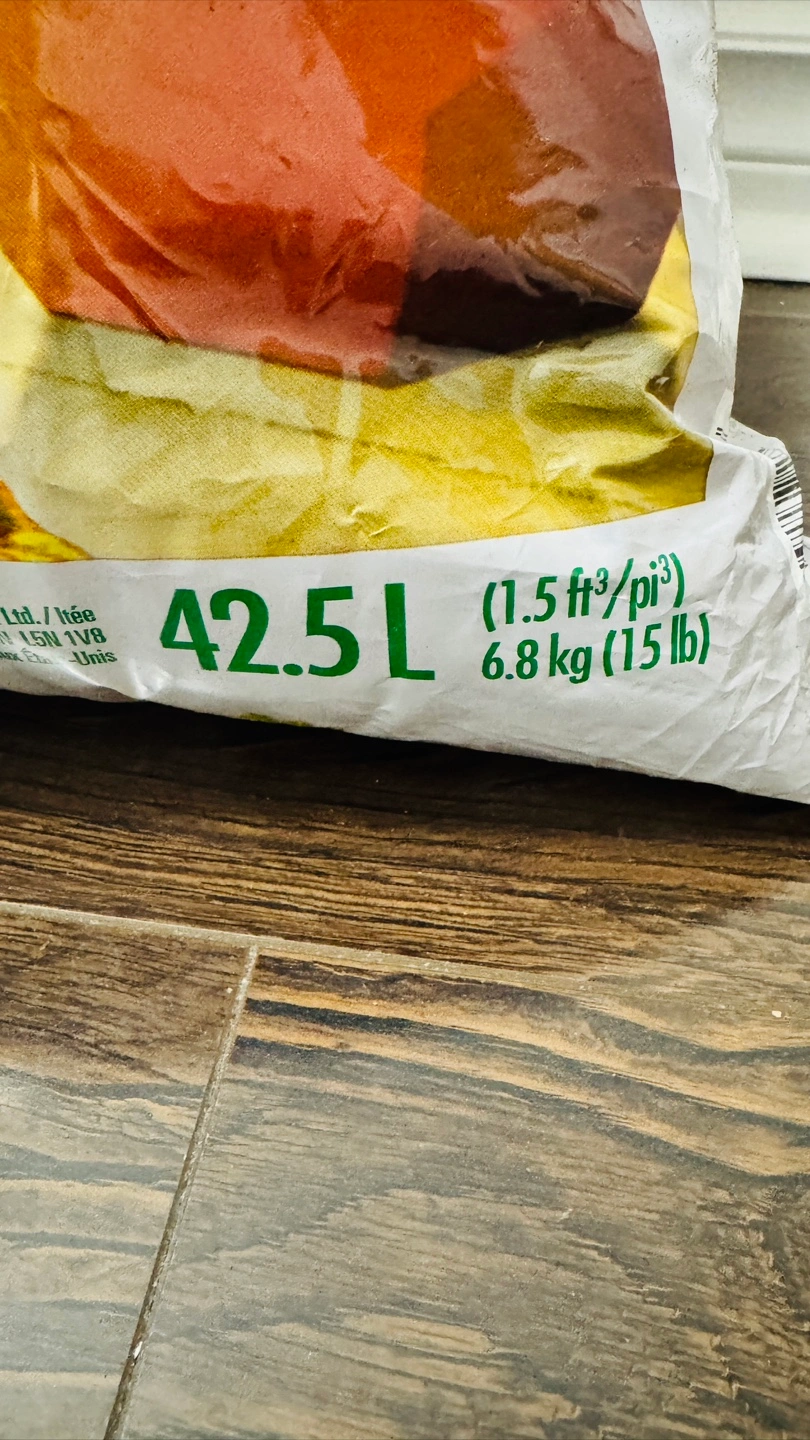 Ltd./ltée
L5N 1V8
-Unis
42.5 L
(1.5 ft³/pi³)
6.8 kg (15 lb)